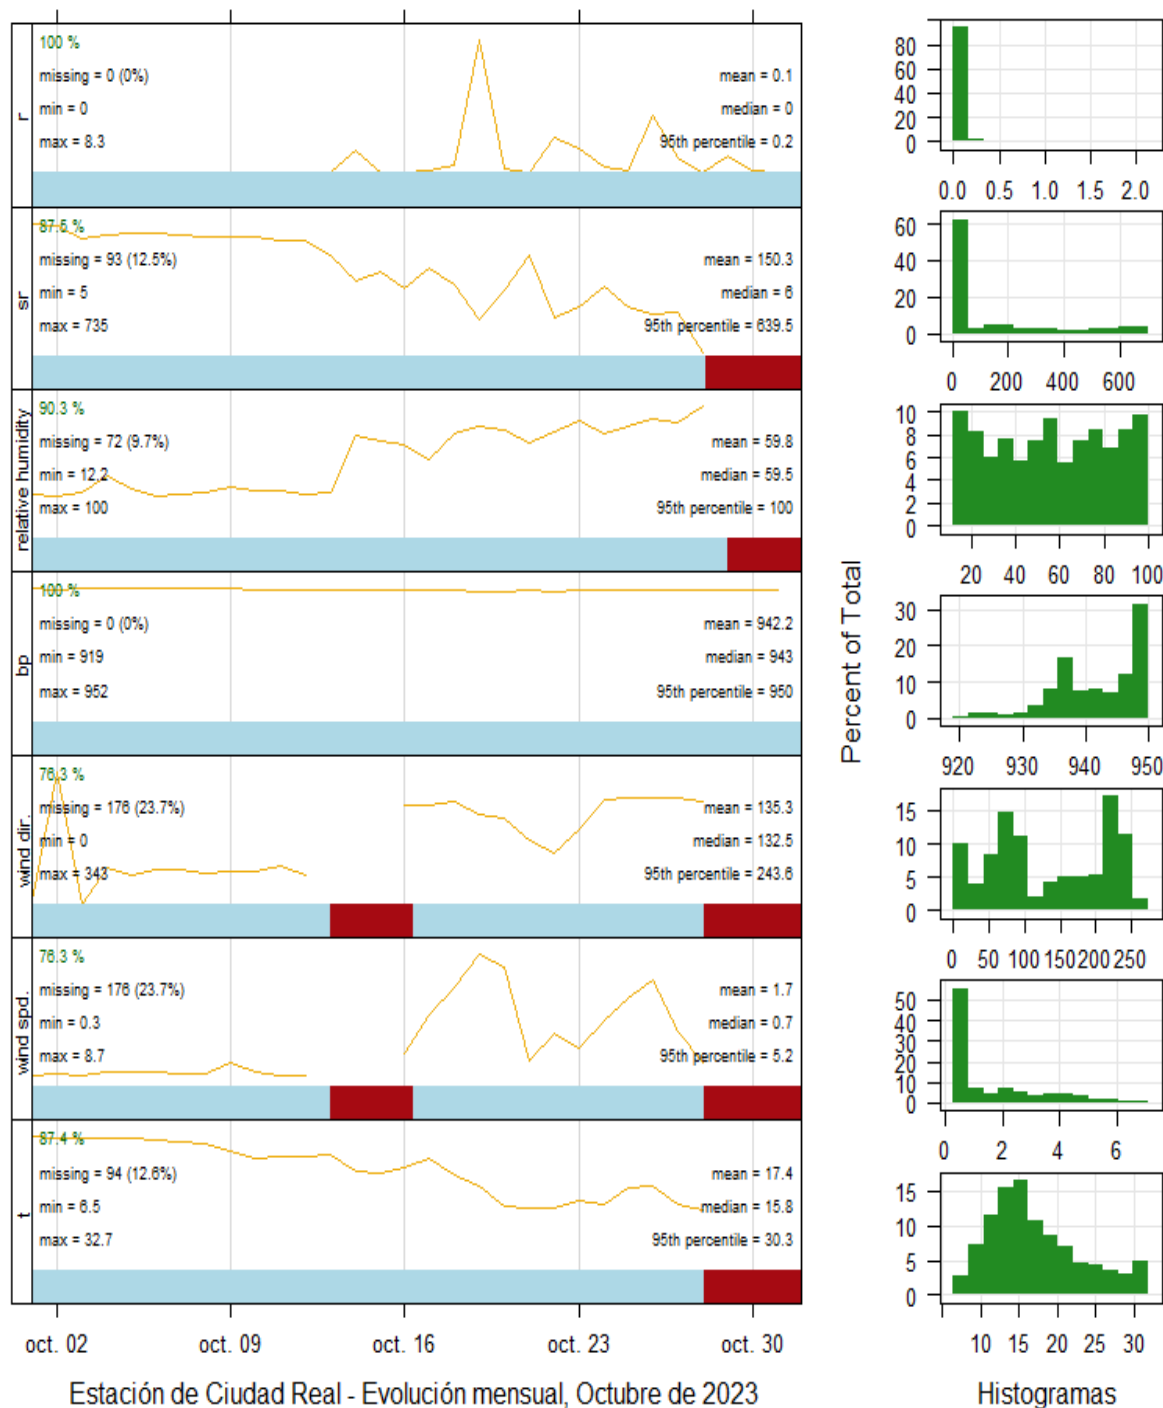 r
100 %
missing = 0 (0%)
min = 0
max = 8.3
mean = 0.1
median = 0
95th percentile = 0.2
80
60
40
20
0
0.0 0.5 1.0 1.5 2.0
sr
87.5 %
missing = 93 (12.5%)
min = 5
max = 735
mean = 150.3
median = 6
95th percentile = 639.5
60
40
20
0
0 200 400 600
relative humidity
90.3 %
missing = 72 (9.7%)
min = 12.2
max = 100
mean = 59.8
median = 59.5
95th percentile = 100
10
8
6
4
2
0
20 40 60 80 100
bp
100 %
missing = 0 (0%)
min = 919
max = 952
mean = 942.2
median = 943
95th percentile = 950
30
20
10
0
920 930 940 950
wind dir.
76.3 %
missing = 176 (23.7%)
min = 0
max = 343
mean = 135.3
median = 132.5
95th percentile = 243.6
15
10
5
0
0 50 100 150 200 250
wind spd.
76.3 %
missing = 176 (23.7%)
min = 0.3
max = 8.7
mean = 1.7
median = 0.7
95th percentile = 5.2
50
40
30
20
10
0
0 2 4 6
t
87.4 %
missing = 94 (12.6%)
min = 6.5
max = 32.7
mean = 17.4
median = 15.8
95th percentile = 30.3
15
10
5
0
10 15 20 25 30
Percent of Total
oct. 02 oct. 09 oct. 16 oct. 23 oct. 30
Estación de Ciudad Real - Evolución mensual, Octubre de 2023
Histogramas